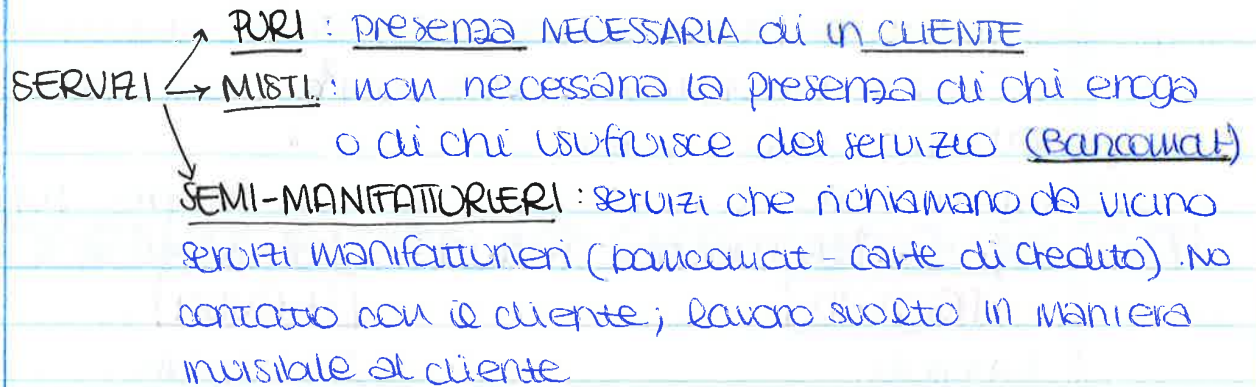 PURI : presenza NECESSARIA di un CLIENTE
SERVIZI MISTI : non necessaria la presenza di chi eroga
o di chi usufruisce del servizio (Bancomat)
SEMI-MANIFATTURIERI : servizi che richiamano da vicino
servizi manifatturieri (bancomat - carte di credito). No
contatto con il cliente; lavoro svolto in maniera
invisibile al cliente